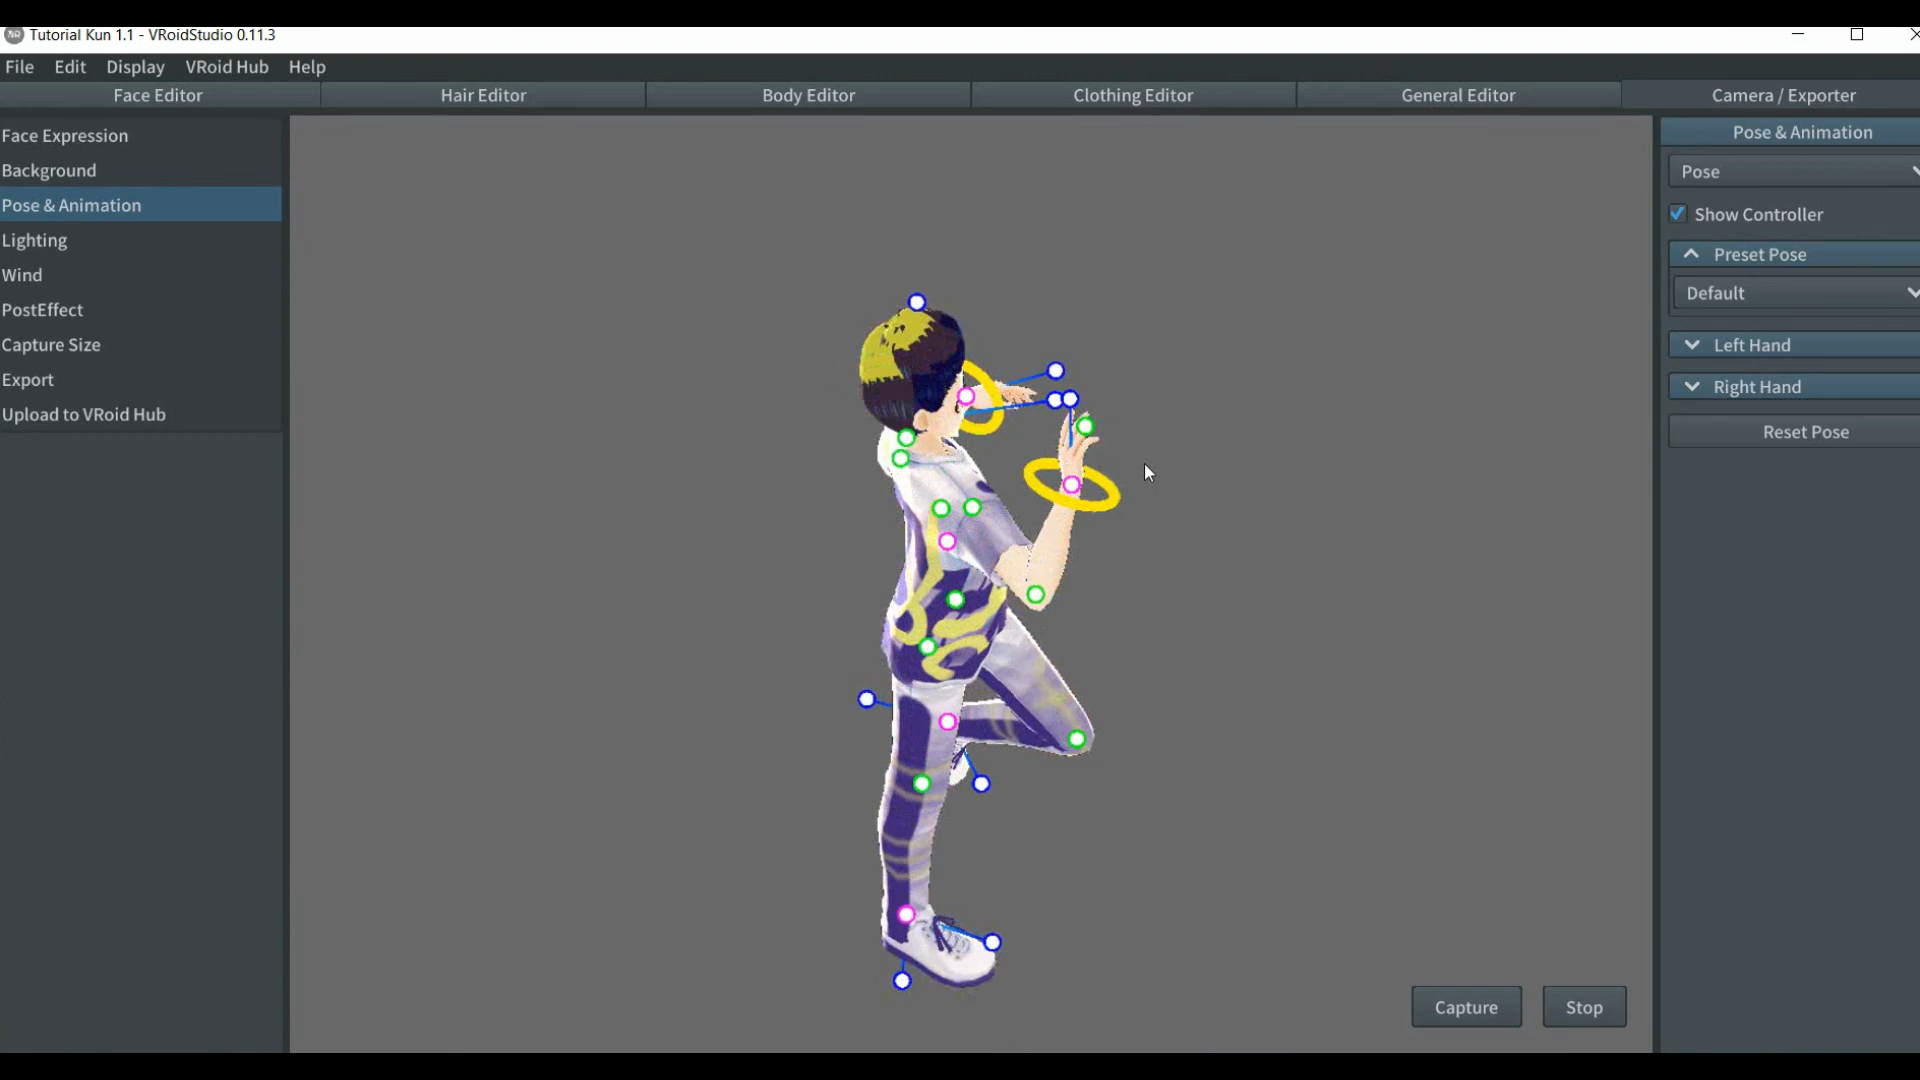 Tutorial Kun 1.1 - VRoidStudio 0.11.3
File Edit Display VRoid Hub Help
Face Editor Hair Editor Body Editor Clothing Editor General Editor Camera / Exporter
Face Expression
Background
Pose & Animation
Lighting
Wind
PostEffect
Capture Size
Export
Upload to VRoid Hub
Pose & Animation
Pose
Show Controller
Preset Pose
Default
Left Hand
Right Hand
Reset Pose
Capture Stop